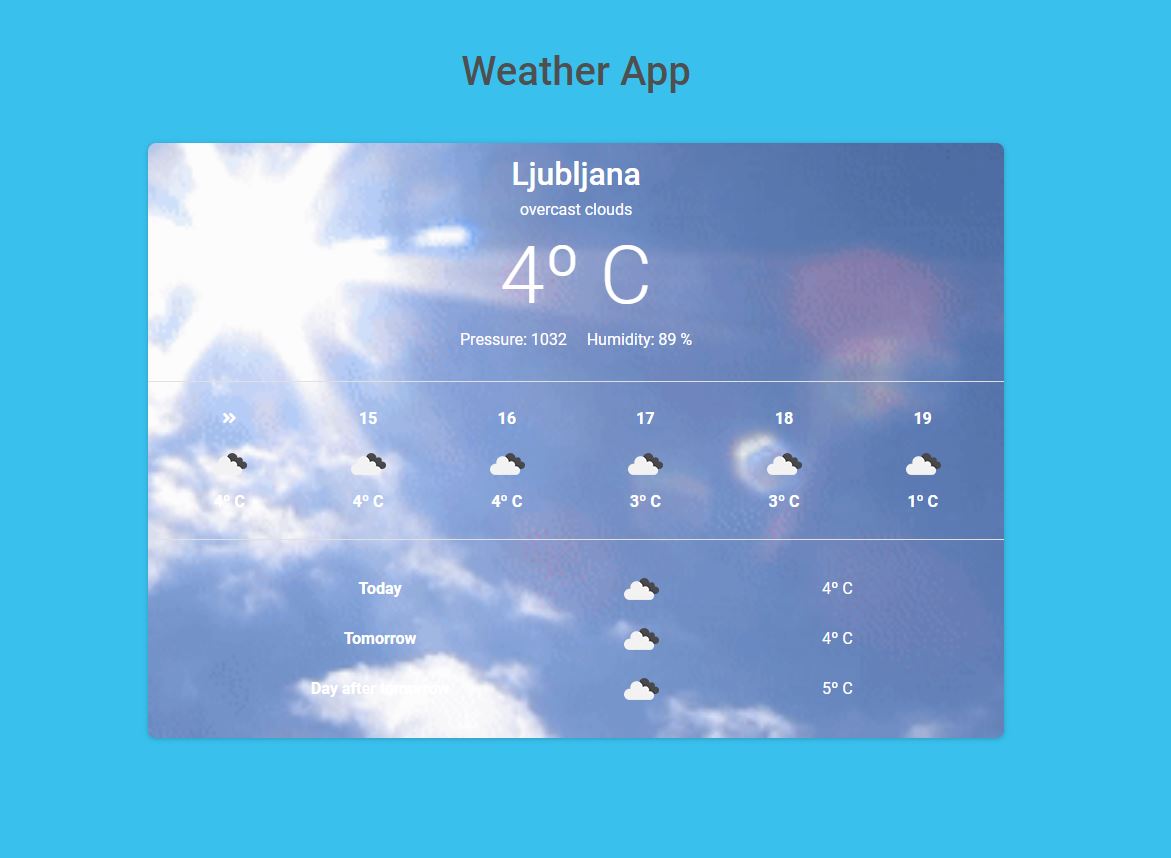 Weather App
Ljubljana
overcast clouds
4º C
Pressure: 1032 Humidity: 89 %
» 15 16 17 18 19
4º C 4º C 4º C 3º C 3º C 1º C
Today 4º C
Tomorrow 4º C
Day after tomorrow 5º C